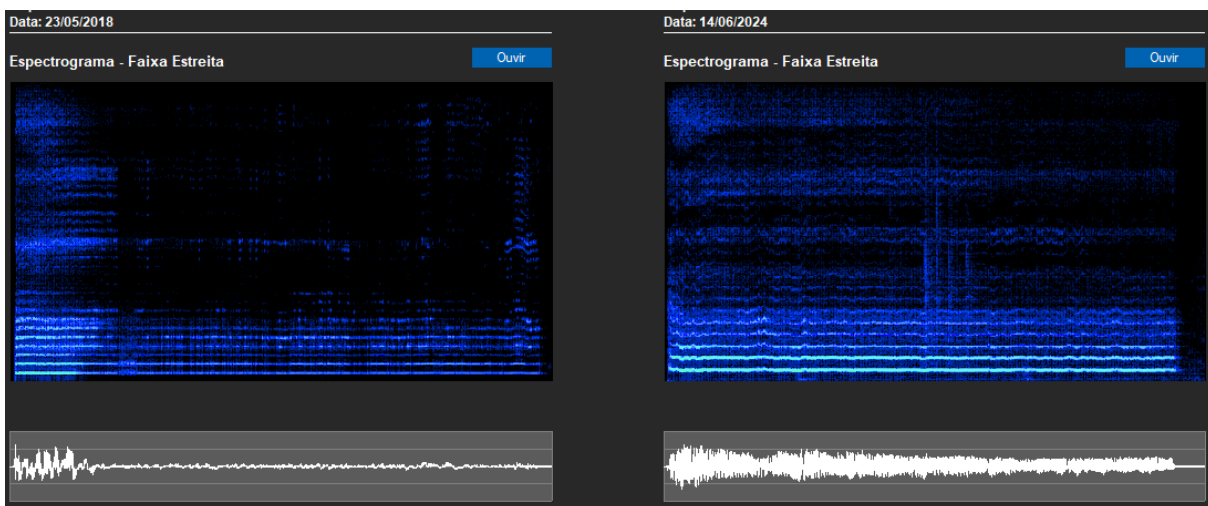 Data: 23/05/2018
Espectrograma - Faixa Estreita
Ouvir
Data: 14/06/2024
Espectrograma - Faixa Estreita
Ouvir